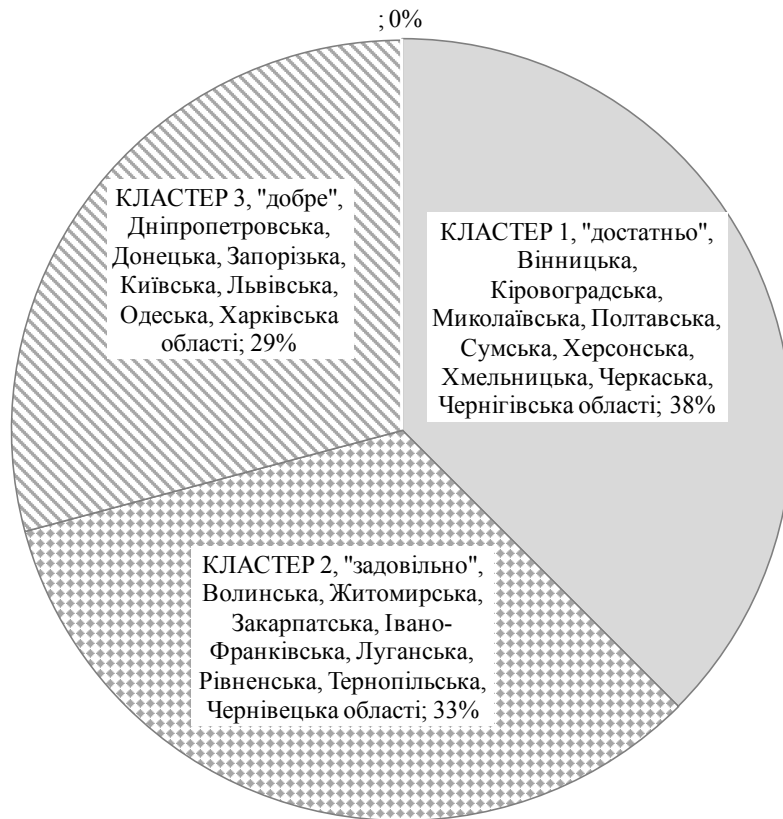 ; 0%
КЛАСТЕР 3, "добре",
Дніпропетровська,
Донецька, Запорізька,
Київська, Львівська,
Одеська, Харківська
області; 29%
КЛАСТЕР 1, "достатньо",
Вінницька,
Кіровоградська,
Миколаївська, Полтавська,
Сумська, Херсонська,
Хмельницька, Черкаська,
Чернігівська області; 38%
КЛАСТЕР 2, "задовільно",
Волинська, Житомирська,
Закарпатська, Івано-
Франківська, Луганська,
Рівненська, Тернопільська,
Чернівецька області; 33%